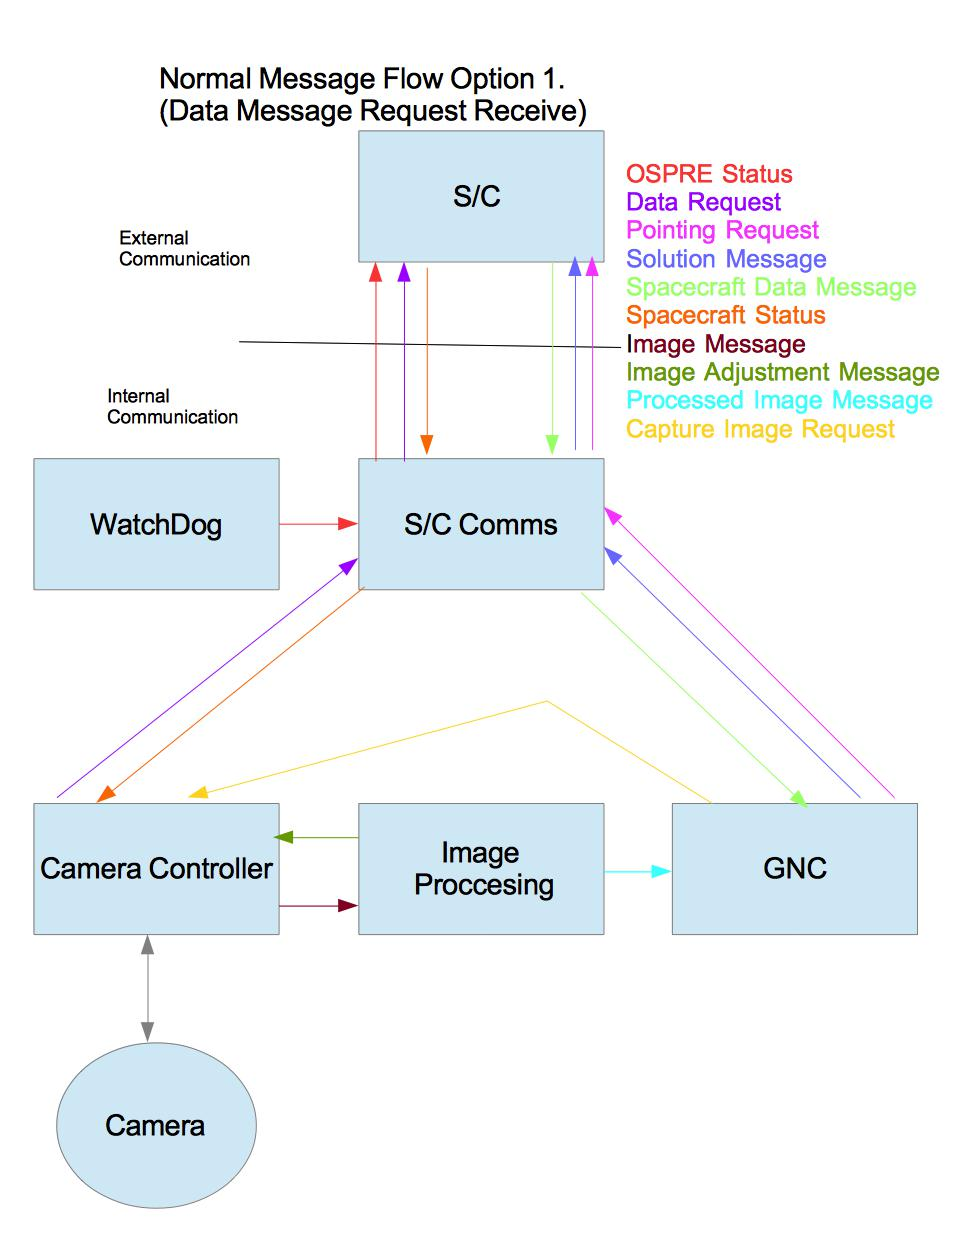 Normal Message Flow Option 1.
(Data Message Request Receive)
S/C
OSPRE Status
Data Request
Pointing Request
Solution Message
Spacecraft Data Message
Spacecraft Status
Image Message
Image Adjustment Message
Processed Image Message
Capture Image Request
External
Communication
Internal
Communication
WatchDog
S/C Comms
Camera Controller
Image
Proccesing
GNC
Camera